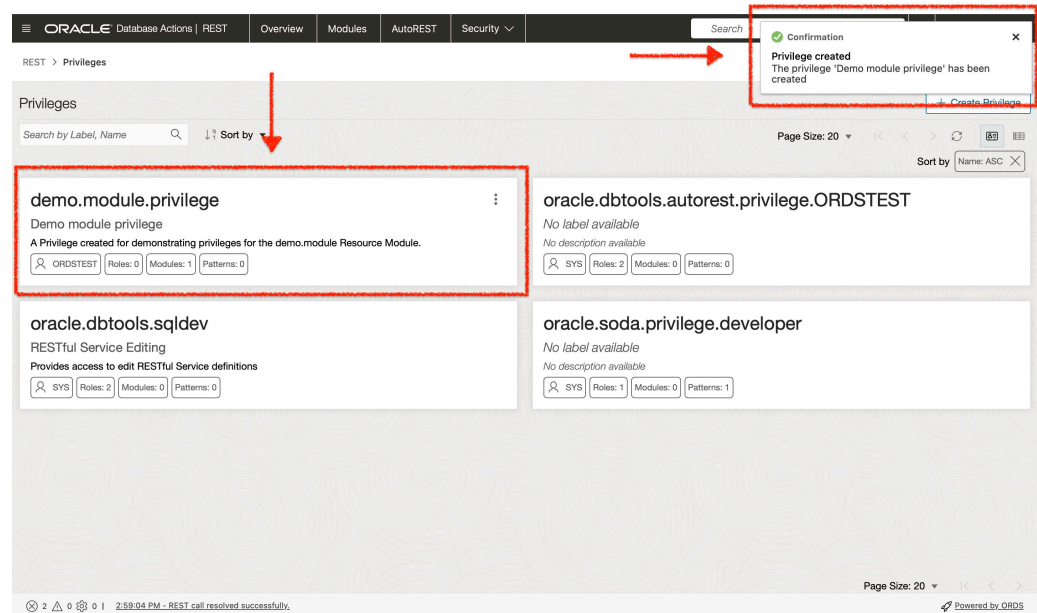 ORACLE Database Actions | REST
Overview
Modules
AutoREST
Security
Search
Confirmation
Privilege created
The privilege 'Demo module privilege' has been
created
REST > Privileges
Privileges
+ Create Privilege
Search by Label, Name
Sort by
Page Size: 20
Sort by
Name: ASC
demo.module.privilege
Demo module privilege
A Privilege created for demonstrating privileges for the demo.module Resource Module.
ORDSTEST Roles: 0 Modules: 1 Patterns: 0
oracle.dbtools.autorest.privilege.ORDSTEST
No label available
No description available
SYS Roles: 2 Modules: 0 Patterns: 0
oracle.dbtools.sqldev
RESTful Service Editing
Provides access to edit RESTful Service definitions
SYS Roles: 2 Modules: 0 Patterns: 0
oracle.soda.privilege.developer
No label available
No description available
SYS Roles: 1 Modules: 0 Patterns: 1
Page Size: 20
2 0 0 | 2:59:04 PM - REST call resolved successfully.
Powered by ORDS